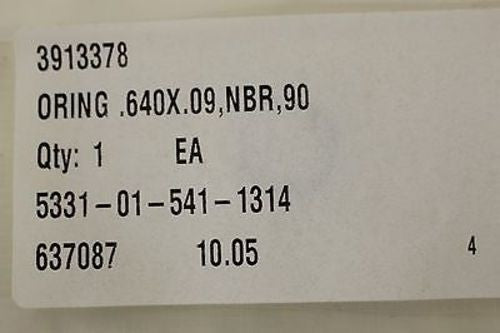 3913378
ORING .640X.09,NBR,90
Qty: 1 EA
5331-01-541-1314
637087 10.05 4